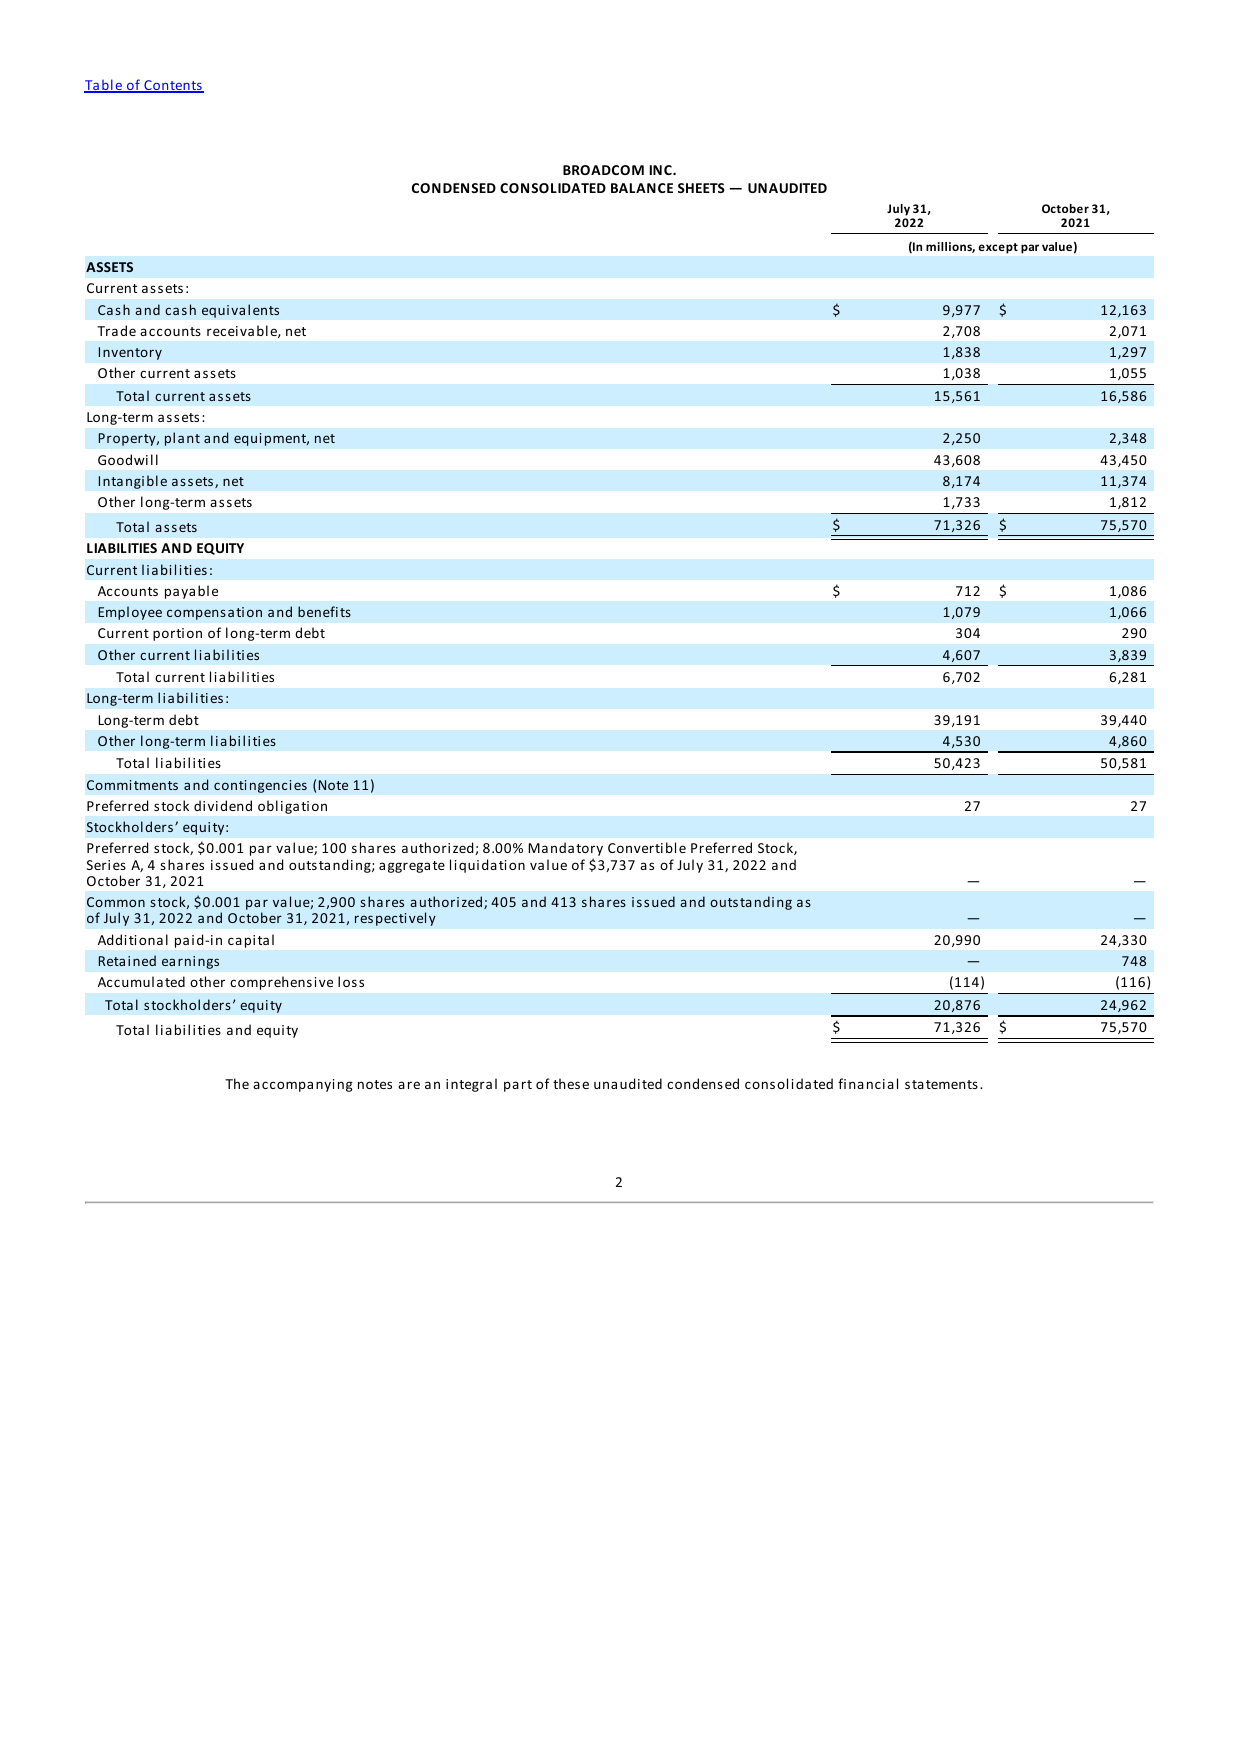 Table of Contents
BROADCOM INC.
CONDENSED CONSOLIDATED BALANCE SHEETS — UNAUDITED
July 31, 2022 October 31, 2021
(In millions, except par value)
ASSETS
Current assets:
Cash and cash equivalents $ 9,977 $ 12,163
Trade accounts receivable, net 2,708 2,071
Inventory 1,838 1,297
Other current assets 1,038 1,055
Total current assets 15,561 16,586
Long-term assets:
Property, plant and equipment, net 2,250 2,348
Goodwill 43,608 43,450
Intangible assets, net 8,174 11,374
Other long-term assets 1,733 1,812
Total assets $ 71,326 $ 75,570
LIABILITIES AND EQUITY
Current liabilities:
Accounts payable $ 712 $ 1,086
Employee compensation and benefits 1,079 1,066
Current portion of long-term debt 304 290
Other current liabilities 4,607 3,839
Total current liabilities 6,702 6,281
Long-term liabilities:
Long-term debt 39,191 39,440
Other long-term liabilities 4,530 4,860
Total liabilities 50,423 50,581
Commitments and contingencies (Note 11)
Preferred stock dividend obligation 27 27
Stockholders’ equity:
Preferred stock, $0.001 par value; 100 shares authorized; 8.00% Mandatory Convertible Preferred Stock,
Series A, 4 shares issued and outstanding; aggregate liquidation value of $3,737 as of July 31, 2022 and
October 31, 2021 — —
Common stock, $0.001 par value; 2,900 shares authorized; 405 and 413 shares issued and outstanding as
of July 31, 2022 and October 31, 2021, respectively — —
Additional paid-in capital 20,990 24,330
Retained earnings — 748
Accumulated other comprehensive loss (114) (116)
Total stockholders’ equity 20,876 24,962
Total liabilities and equity $ 71,326 $ 75,570
The accompanying notes are an integral part of these unaudited condensed consolidated financial statements.
2